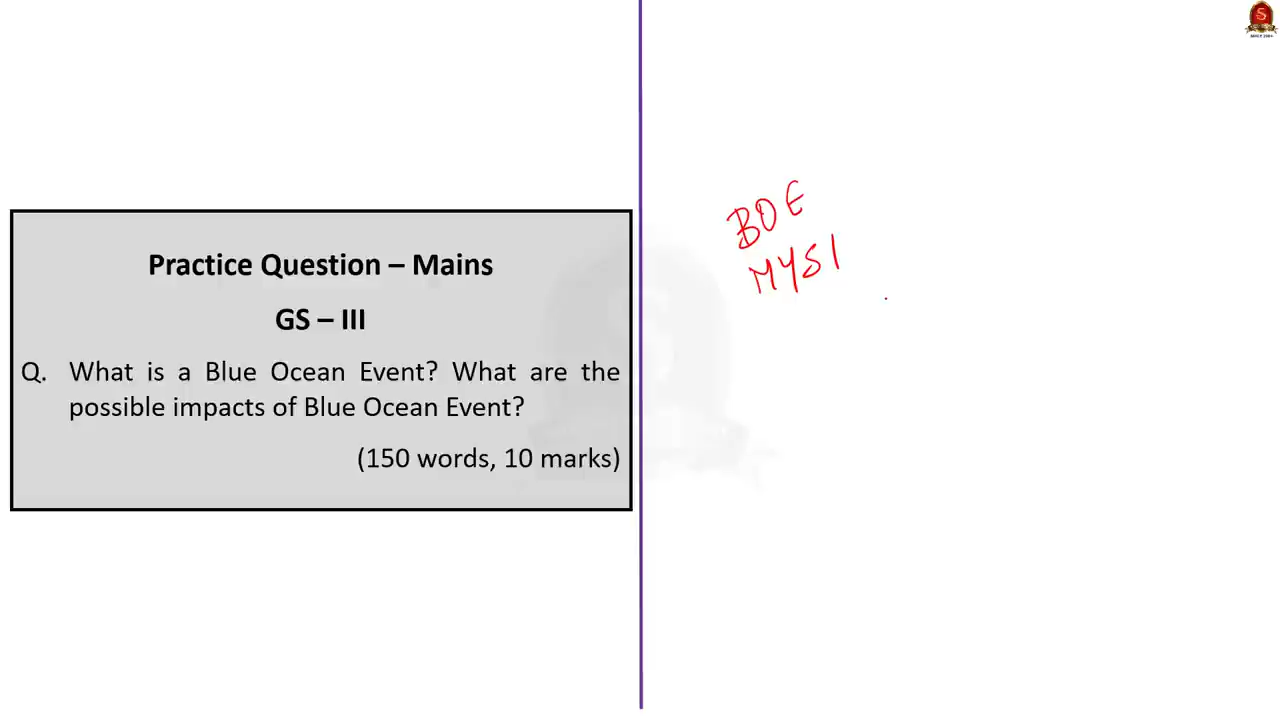 Practice Question – Mains
GS – III
Q. What is a Blue Ocean Event? What are the
possible impacts of Blue Ocean Event?
(150 words, 10 marks)
BOE
MYSI
S